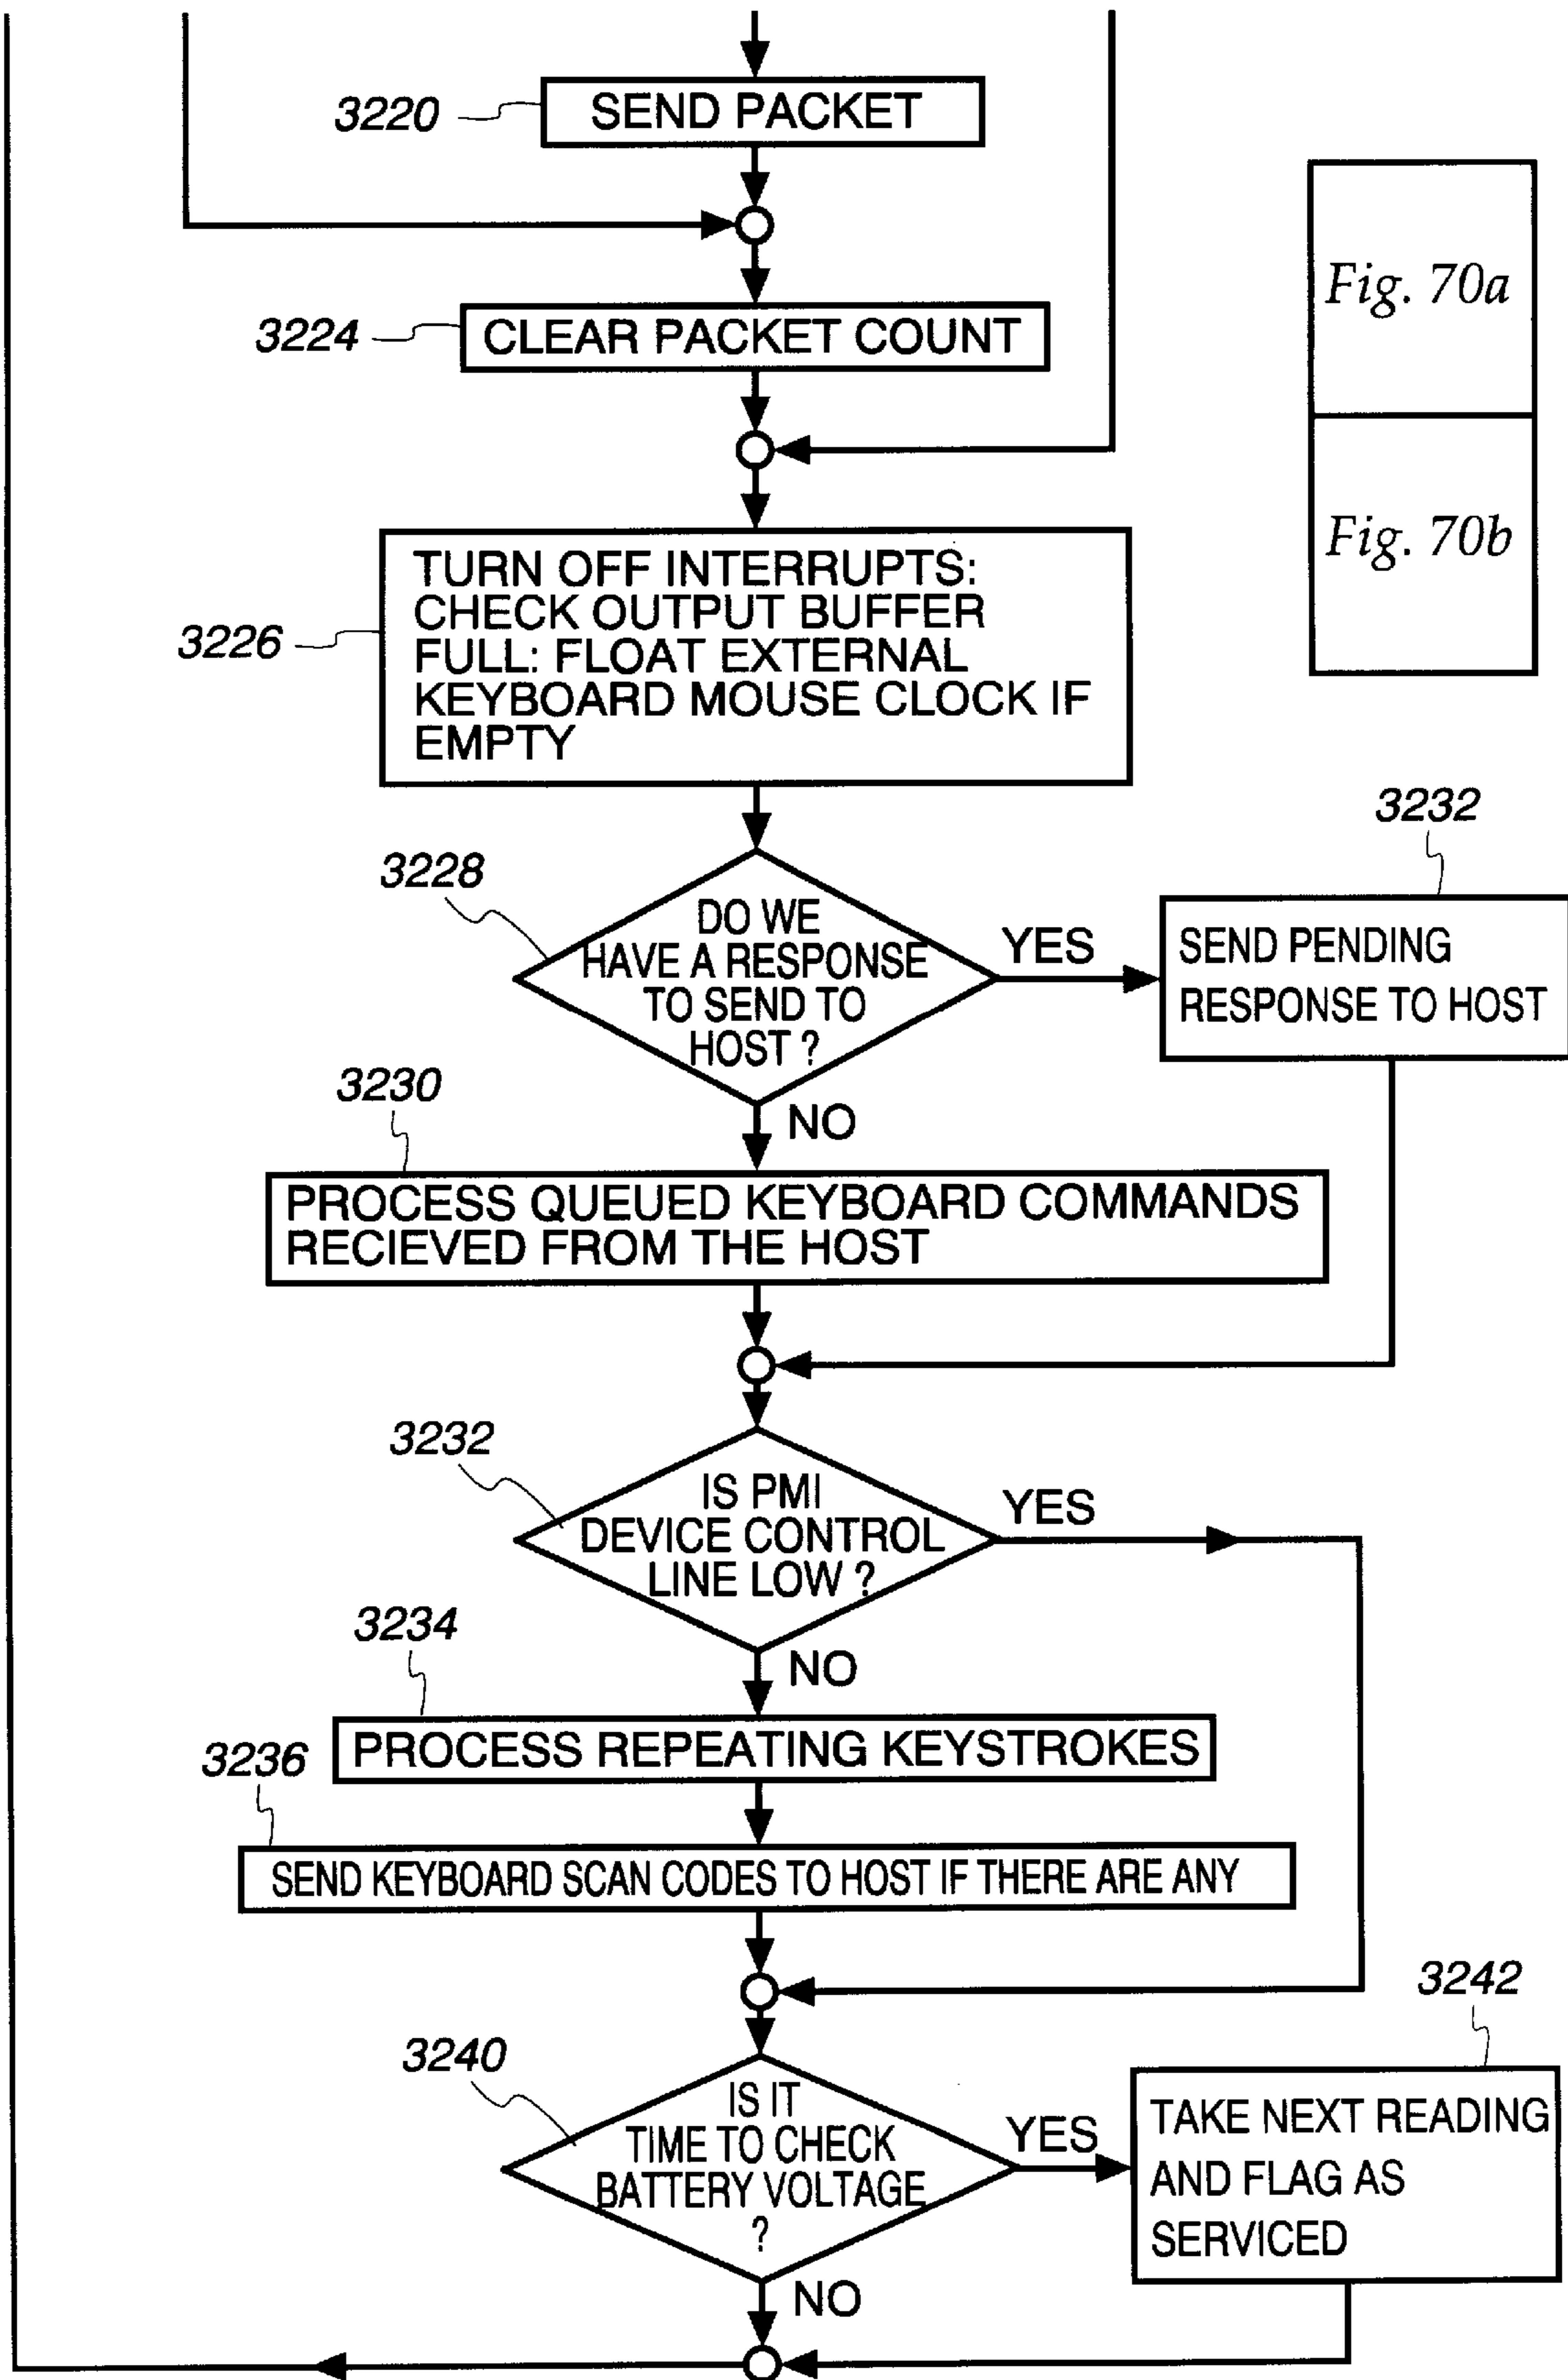 3220
SEND PACKET
3224
CLEAR PACKET COUNT
Fig. 70a
Fig. 70b
3226
TURN OFF INTERRUPTS:
CHECK OUTPUT BUFFER
FULL: FLOAT EXTERNAL
KEYBOARD MOUSE CLOCK IF
EMPTY
3228
DO WE
HAVE A RESPONSE
TO SEND TO
HOST ?
YES
3232
SEND PENDING
RESPONSE TO HOST
NO
3230
PROCESS QUEUED KEYBOARD COMMANDS
RECIEVED FROM THE HOST
3232
IS PMI
DEVICE CONTROL
LINE LOW ?
YES
NO
3234
PROCESS REPEATING KEYSTROKES
3236
SEND KEYBOARD SCAN CODES TO HOST IF THERE ARE ANY
3240
IS IT
TIME TO CHECK
BATTERY VOLTAGE
?
YES
3242
TAKE NEXT READING
AND FLAG AS
SERVICED
NO